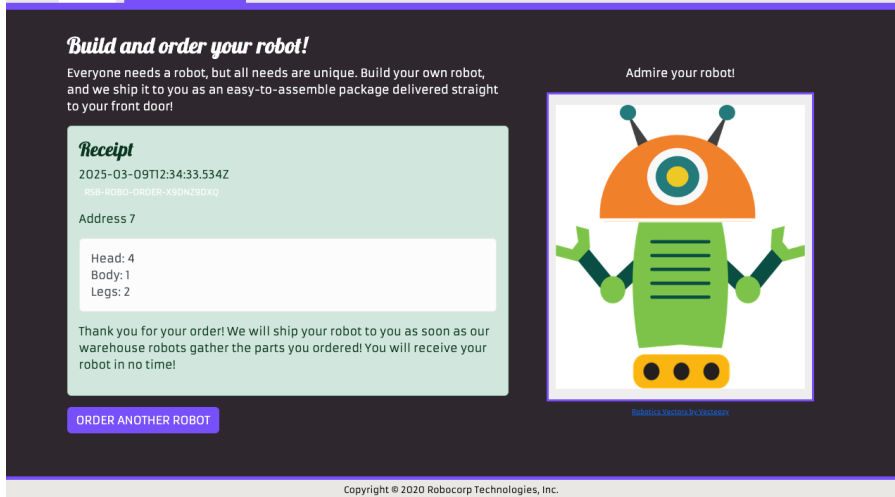 Build and order your robot!
Everyone needs a robot, but all needs are unique. Build your own robot,
and we ship it to you as an easy-to-assemble package delivered straight
to your front door!
Receipt
2025-03-09T12:34:33.534Z
RSB-ROBO-ORDER-X9DNZ9DXQ
Address 7
Head: 4
Body: 1
Legs: 2
Thank you for your order! We will ship your robot to you as soon as our
warehouse robots gather the parts you ordered! You will receive your
robot in no time!
ORDER ANOTHER ROBOT
Admire your robot!
Robotics Vectors by Vecteezy
Copyright © 2020 Robocorp Technologies, Inc.